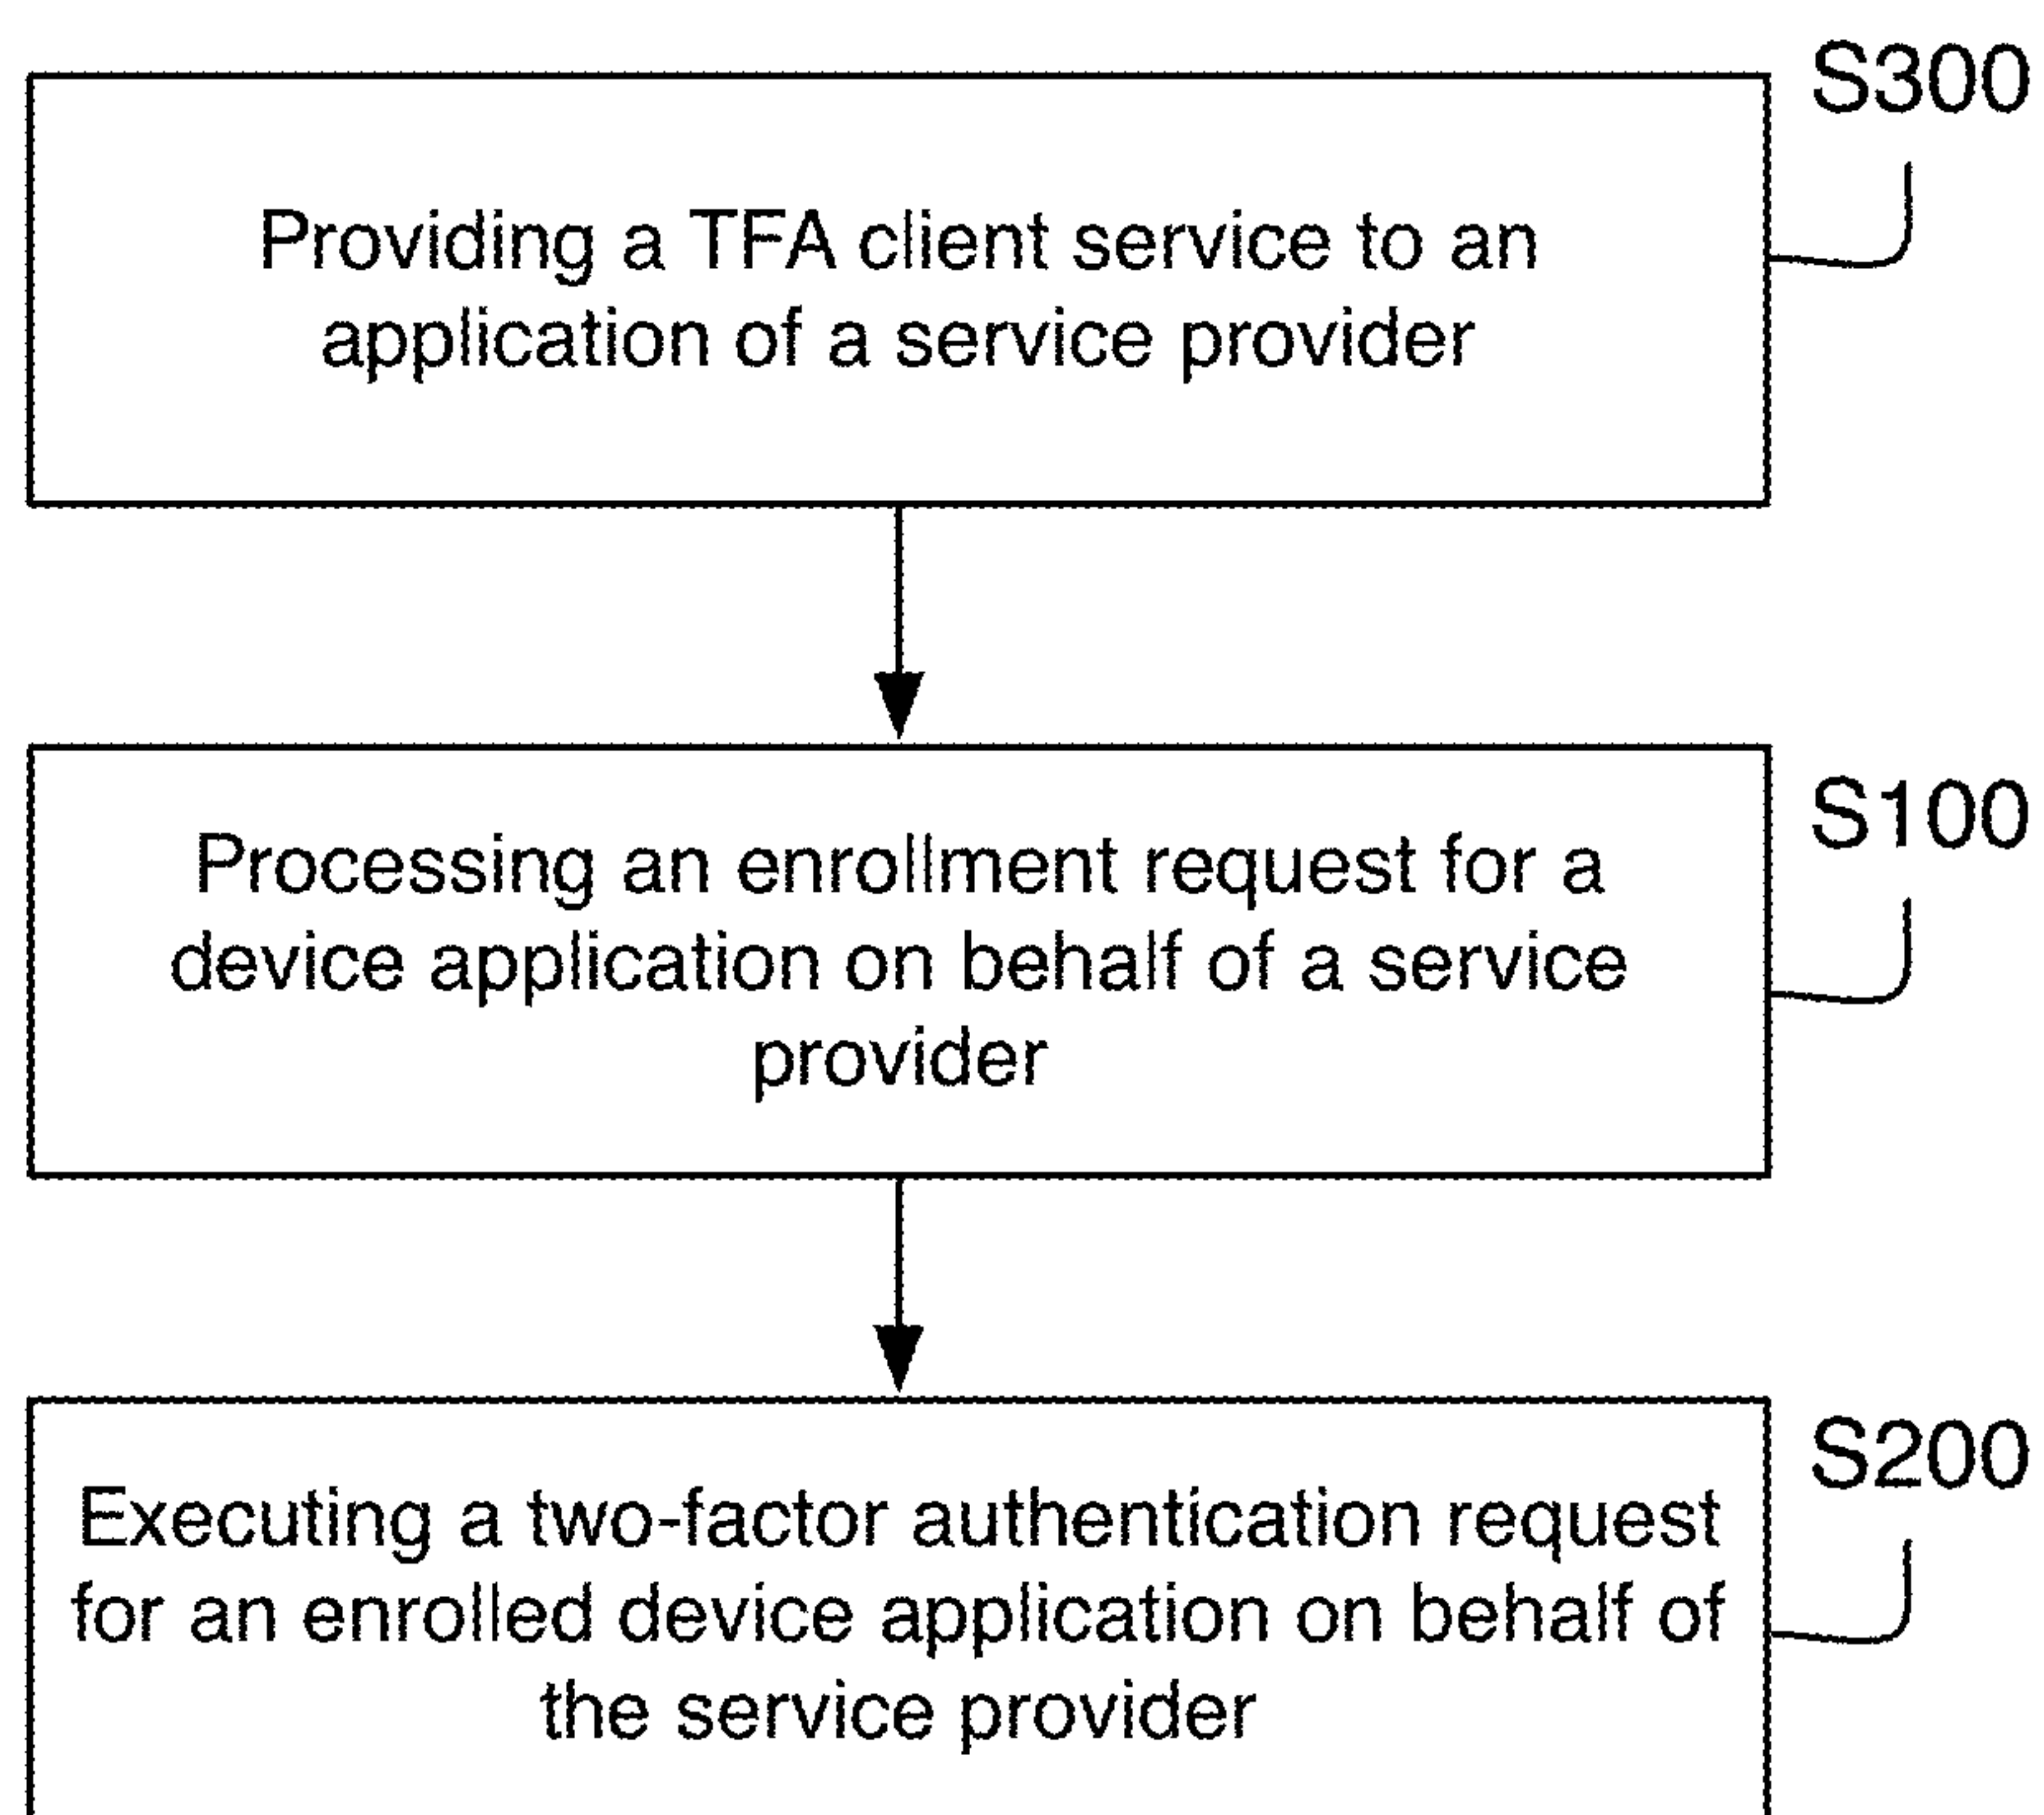 S300
Providing a TFA client service to an
application of a service provider
S100
Processing an enrollment request for a
device application on behalf of a service
provider
S200
Executing a two-factor authentication request
for an enrolled device application on behalf of
the service provider